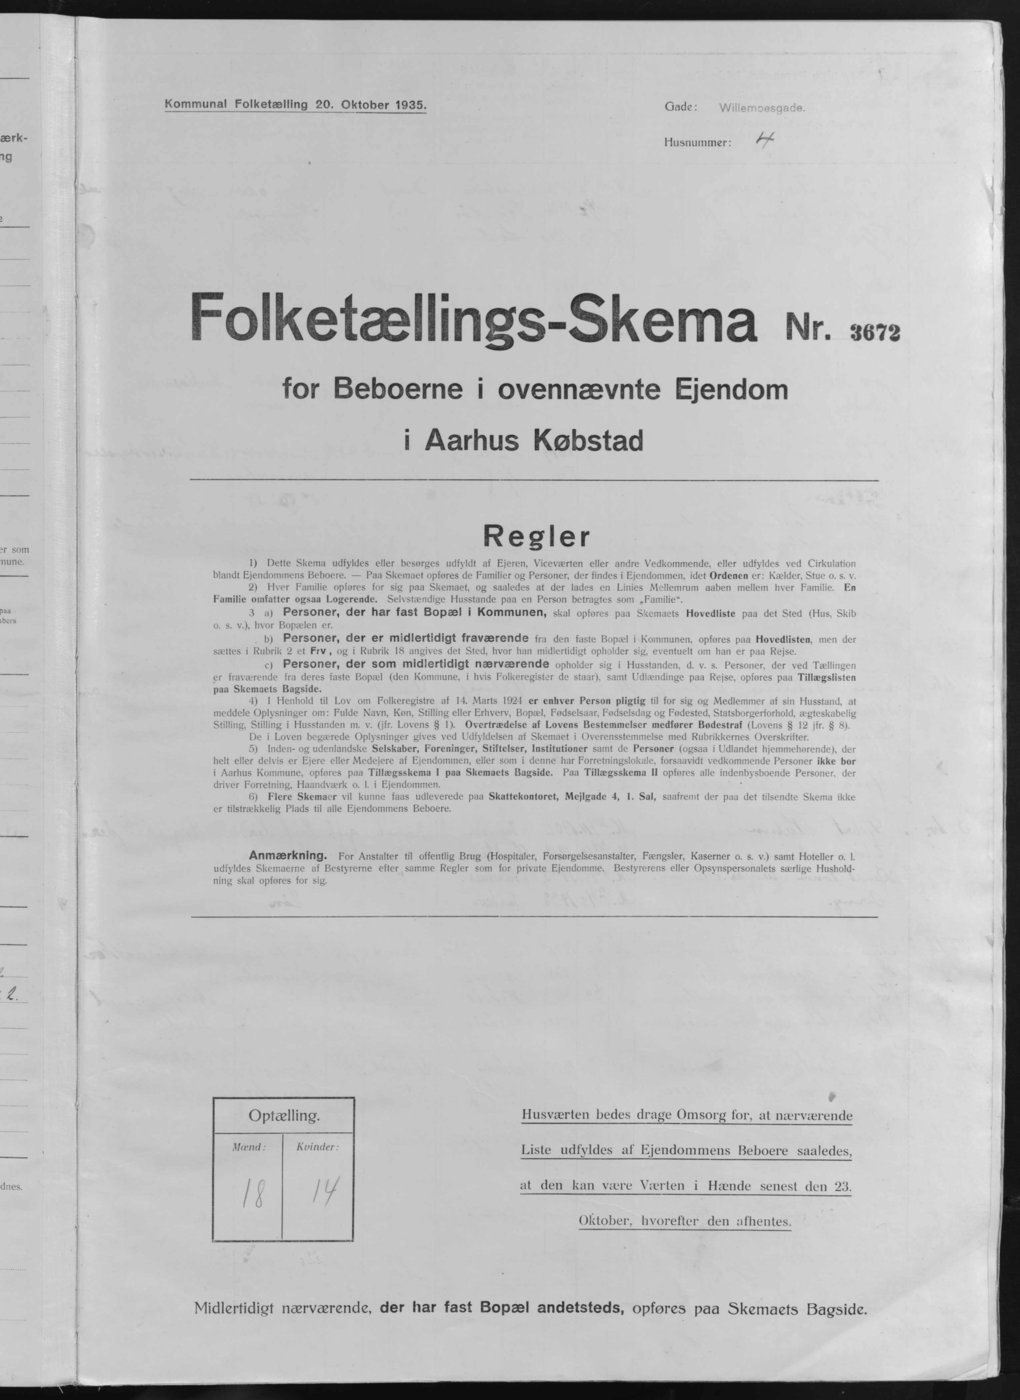 Kommunal Folketælling 20. Oktober 1935.
Gade: Willemoesgade.
Husnummer: 4
Folketællings-Skema Nr. 3672
for Beboerne i ovennævnte Ejendom
i Aarhus Købstad
Regler
1) Dette Skema udfyldes eller besørges udfyldt af Ejeren, Viceværten eller andre Vedkommende, eller udfyldes ved Cirkulation
blandt Ejendommens Beboere. — Paa Skemaet opføres de Familier og Personer, der findes i Ejendommen, idet Ordenen er: Kælder, Stue o. s. v.
2) Hver Familie opføres for sig paa Skemaet, og saaledes at der lades en Linies Mellemrum aaben mellem hver Familie. En
Familie omfatter ogsaa Logerende. Selvstændige Husstande paa en Person betragtes som „Familie".
3 a) Personer, der har fast Bopæl i Kommunen, skal opføres paa Skemaets Hovedliste paa det Sted (Hus, Skib
o. s. v.), hvor Bopælen er.
b) Personer, der er midlertidigt fraværende fra den faste Bopæl i Kommunen, opføres paa Hovedlisten, men der
sættes i Rubrik 2 et Frv, og i Rubrik 18 angives det Sted, hvor han midlertidigt opholder sig, eventuelt om han er paa Rejse.
c) Personer, der som midlertidigt nærværende opholder sig i Husstanden, d. v. s. Personer, der ved Tællingen
er fraværende fra deres faste Bopæl (den Kommune, i hvis Folkeregister de staar), samt Udlændinge paa Rejse, opføres paa Tillægslisten
paa Skemaets Bagside.
4) I Henhold til Lov om Folkeregistre af 14. Marts 1924 er enhver Person pligtig til for sig og Medlemmer af sin Husstand, at
meddele Oplysninger om: Fulde Navn, Køn, Stilling eller Erhverv, Bopæl, Fødselsaar, Fødselsdag og Fødested, Statsborgerforhold, ægteskabelig
Stilling, Stilling i Husstanden m. v. (jfr. Lovens § 1). Overtrædelse af Lovens Bestemmelser medfører Bødestraf (Lovens § 12 jfr. § 8).
De i Loven begærede Oplysninger gives ved Udfyldelsen af Skemaet i Overensstemmelse med Rubrikkernes Overskrifter.
5) Inden- og udenlandske Selskaber, Foreninger, Stiftelser, Institutioner samt de Personer (ogsaa i Udlandet hjemmehørende), der
helt eller delvis er Ejere eller Medejere af Ejendommen, eller som i denne har Forretningslokale, forsaavidt vedkommende Personer ikke bor
i Aarhus Kommune, opføres paa Tillægsskema I paa Skemaets Bagside. Paa Tillægsskema II opføres alle indenbysboende Personer, der
driver Forretning, Haandværk o. l. i Ejendommen.
6) Flere Skemaer vil kunne faas udleverede paa Skattekontoret, Mejlgade 4, 1. Sal, saafremt der paa det tilsendte Skema ikke
er tilstrækkelig Plads til alle Ejendommens Beboere.
Anmærkning. For Anstalter til offentlig Brug (Hospitaler, Forsørgelsesanstalter, Fængsler, Kaserner o. s. v.) samt Hoteller o. l.
udfyldes Skemaerne af Bestyrerne efter samme Regler som for private Ejendomme. Bestyrerens eller Opsynspersonalets særlige Hushold-
ning skal opføres for sig.
Optælling.
Mænd: Kvinder:
18 14
Husværten bedes drage Omsorg for, at nærværende
Liste udfyldes af Ejendommens Beboere saaledes,
at den kan være Værten i Hænde senest den 23.
Oktober, hvorefter den afhentes.
Midlertidigt nærværende, der har fast Bopæl andetsteds, opføres paa Skemaets Bagside.